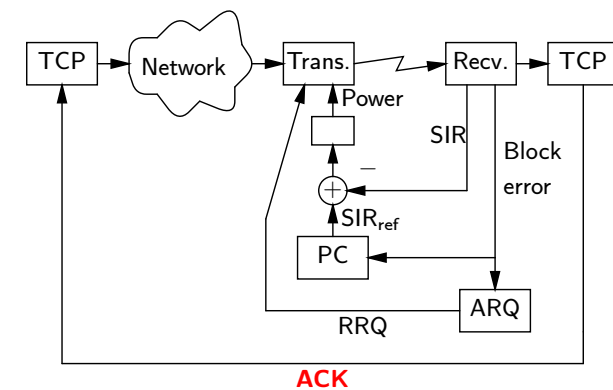 TCP
Network
Trans.
Recv.
TCP
Power
SIR
Block
error
−
+
SIRref
PC
ARQ
RRQ
ACK